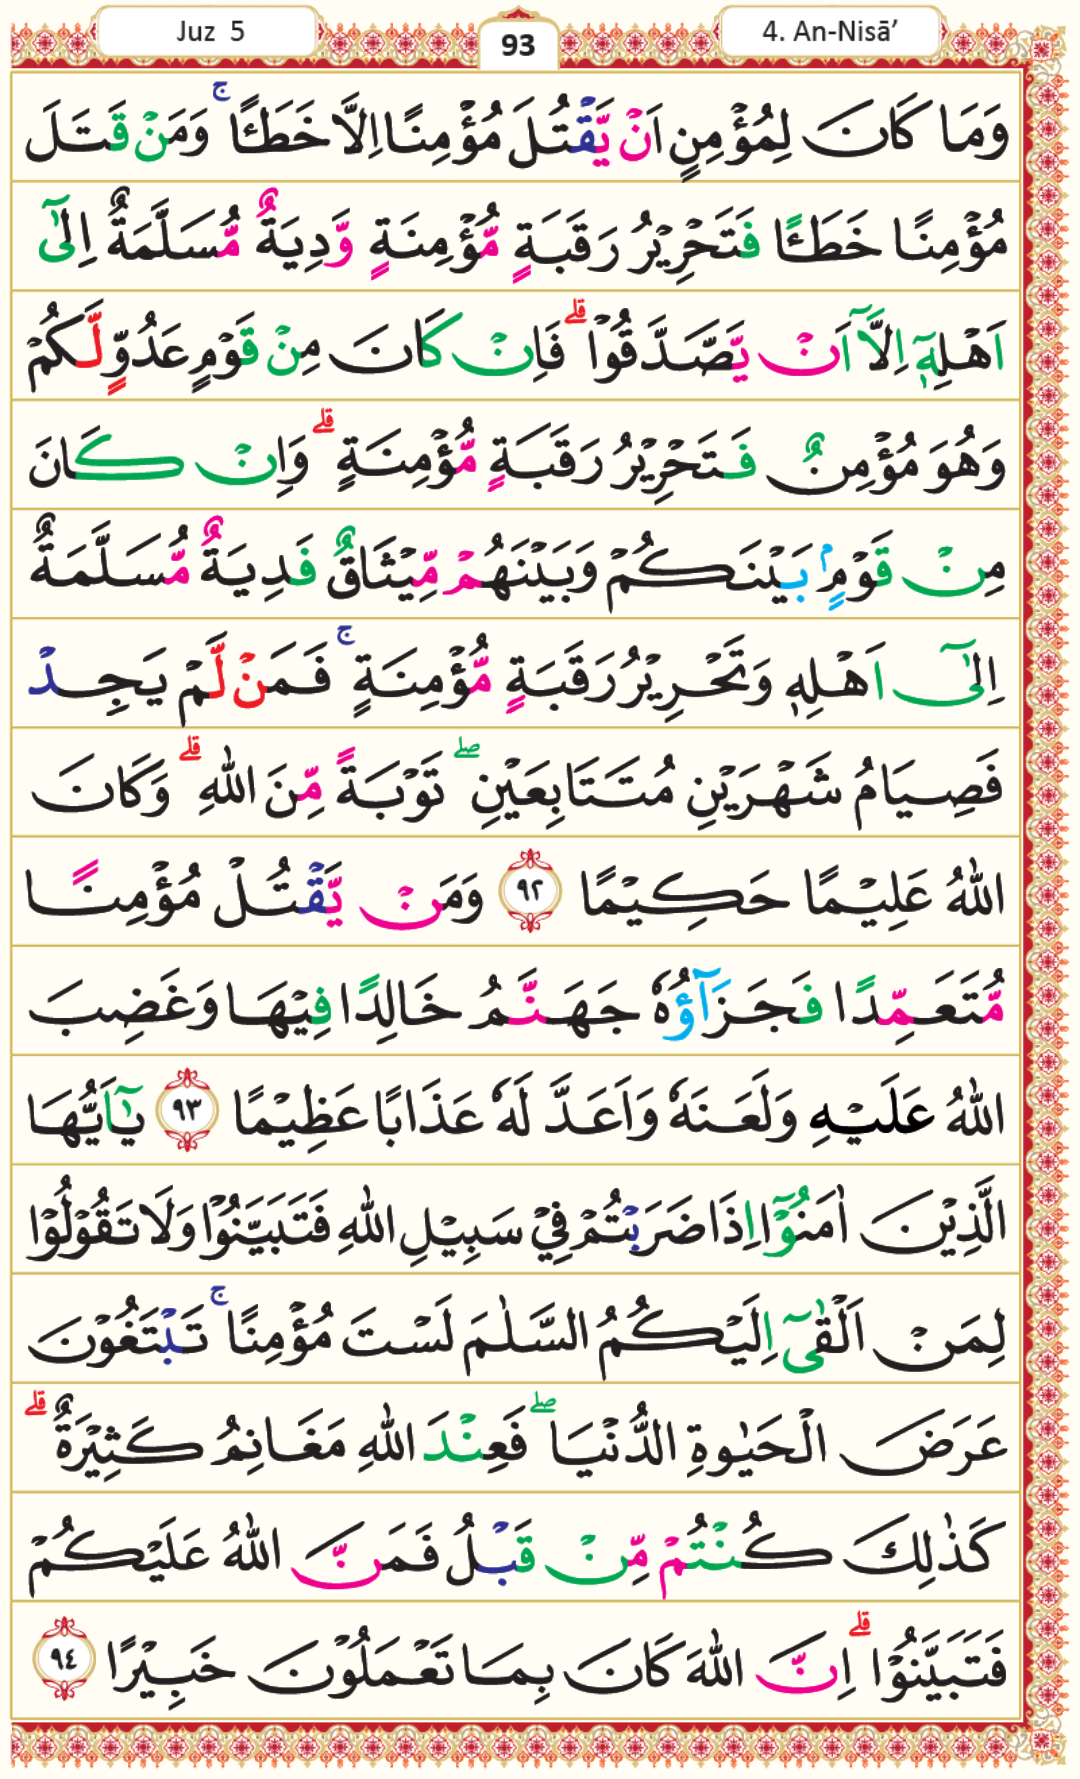 Juz 5
93
4. An-Nisā’
وَمَا كَانَ لِمُؤْمِنٍ اَنْ يَّقْتُلَ مُؤْمِنًا اِلَّا خَطَـًٔا ۚ وَمَنْ قَتَلَ
مُؤْمِنًا خَطَـًٔا فَتَحْرِيْرُ رَقَبَةٍ مُّؤْمِنَةٍ وَّدِيَةٌ مُّسَلَّمَةٌ اِلٰٓى
اَهْلِهٖٓ اِلَّآ اَنْ يَّصَّدَّقُوْا ۗ فَاِنْ كَانَ مِنْ قَوْمٍ عَدُوٍّ لَّكُمْ
وَهُوَ مُؤْمِنٌ فَتَحْرِيْرُ رَقَبَةٍ مُّؤْمِنَةٍ ۗ وَاِنْ كَانَ
مِنْ قَوْمٍۢ بَيْنَكُمْ وَبَيْنَهُمْ مِّيْثَاقٌ فَدِيَةٌ مُّسَلَّمَةٌ
اِلٰٓى اَهْلِهٖ وَتَحْرِيْرُ رَقَبَةٍ مُّؤْمِنَةٍ ۚ فَمَنْ لَّمْ يَجِدْ
فَصِيَامُ شَهْرَيْنِ مُتَتَابِعَيْنِ ۖ تَوْبَةً مِّنَ اللّٰهِ ۗ وَكَانَ
اللّٰهُ عَلِيْمًا حَكِيْمًا ٩٢ وَمَنْ يَّقْتُلْ مُؤْمِنًا
مُّتَعَمِّدًا فَجَزَآؤُهٗ جَهَنَّمُ خَالِدًا فِيْهَا وَغَضِبَ
اللّٰهُ عَلَيْهِ وَلَعَنَهٗ وَاَعَدَّ لَهٗ عَذَابًا عَظِيْمًا ٩٣ يٰٓاَيُّهَا
الَّذِيْنَ اٰمَنُوْٓا اِذَا ضَرَبْتُمْ فِيْ سَبِيْلِ اللّٰهِ فَتَبَيَّنُوْا وَلَا تَقُوْلُوْا
لِمَنْ اَلْقٰىٓ اِلَيْكُمُ السَّلٰمَ لَسْتَ مُؤْمِنًا ۚ تَبْتَغُوْنَ
عَرَضَ الْحَيٰوةِ الدُّنْيَا ۖ فَعِنْدَ اللّٰهِ مَغَانِمُ كَثِيْرَةٌ ۗ
كَذٰلِكَ كُنْتُمْ مِّنْ قَبْلُ فَمَنَّ اللّٰهُ عَلَيْكُمْ
فَتَبَيَّنُوْا ۗ اِنَّ اللّٰهَ كَانَ بِمَا تَعْمَلُوْنَ خَبِيْرًا ٩٤